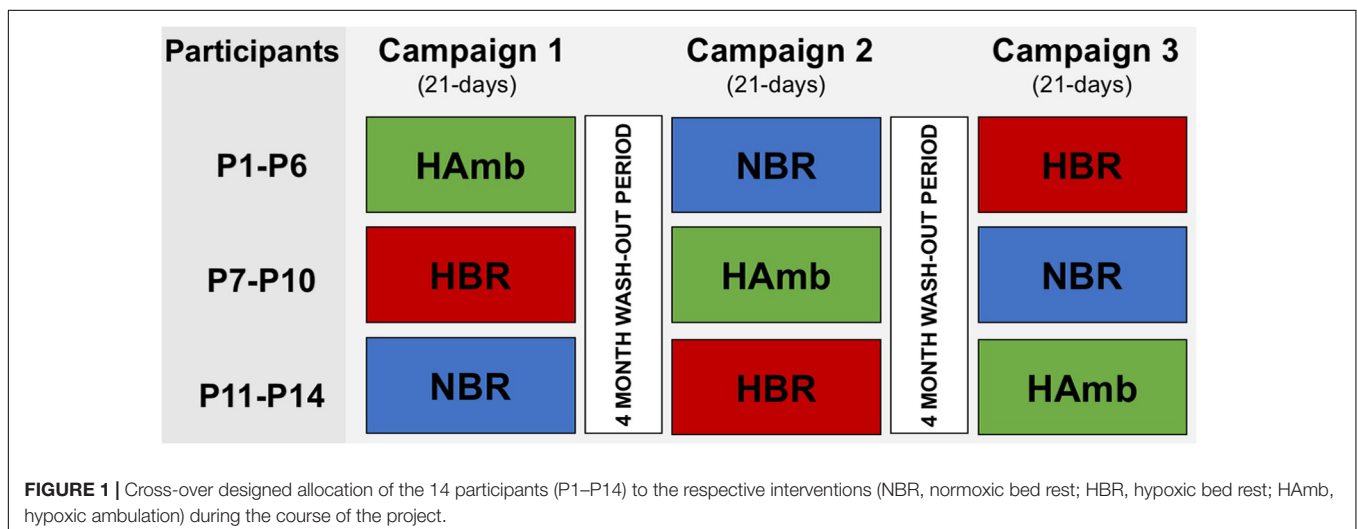 Participants Campaign 1 Campaign 2 Campaign 3
(21-days) (21-days) (21-days)
P1-P6 HAmb NBR HBR
P7-P10 HBR HAmb NBR
P11-P14 NBR HBR HAmb
4 MONTH WASH-OUT PERIOD
4 MONTH WASH-OUT PERIOD
FIGURE 1 | Cross-over designed allocation of the 14 participants (P1–P14) to the respective interventions (NBR, normoxic bed rest; HBR, hypoxic bed rest; HAmb,
hypoxic ambulation) during the course of the project.